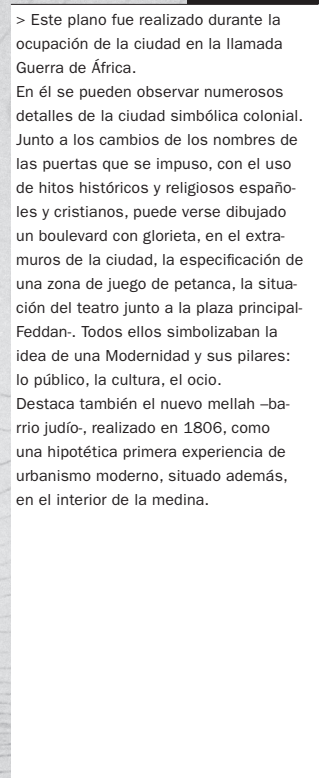 > Este plano fue realizado durante la
ocupación de la ciudad en la llamada
Guerra de África.
En él se pueden observar numerosos
detalles de la ciudad simbólica colonial.
Junto a los cambios de los nombres de
las puertas que se impuso, con el uso
de hitos históricos y religiosos españo-
les y cristianos, puede verse dibujado
un boulevard con glorieta, en el extra-
muros de la ciudad, la especificación de
una zona de juego de petanca, la situa-
ción del teatro junto a la plaza principal-
Feddan-. Todos ellos simbolizaban la
idea de una Modernidad y sus pilares:
lo público, la cultura, el ocio.
Destaca también el nuevo mellah –ba-
rrio judío-, realizado en 1806, como
una hipotética primera experiencia de
urbanismo moderno, situado además,
en el interior de la medina.